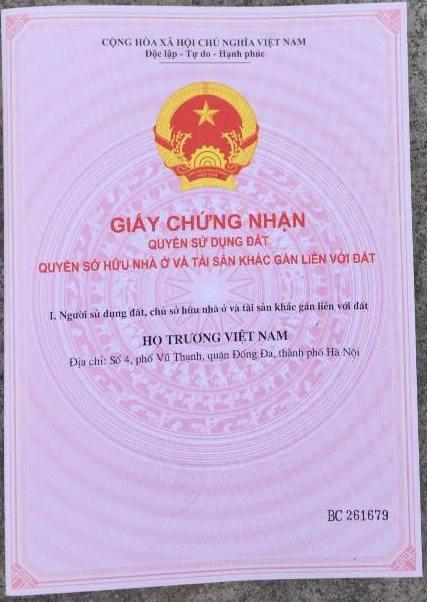 CỘNG HÒA XÃ HỘI CHỦ NGHĨA VIỆT NAM
Độc lập - Tự do - Hạnh phúc
VIỆT NAM
GIẤY CHỨNG NHẬN
QUYỀN SỬ DỤNG ĐẤT
QUYỀN SỞ HỮU NHÀ Ở VÀ TÀI SẢN KHÁC GẮN LIỀN VỚI ĐẤT
I. Người sử dụng đất, chủ sở hữu nhà ở và tài sản khác gắn liền với đất
HỌ TRƯƠNG VIỆT NAM
Địa chỉ: Số 4, phố Vũ Thanh, quận Đống Đa, thành phố Hà Nội
BC 261679